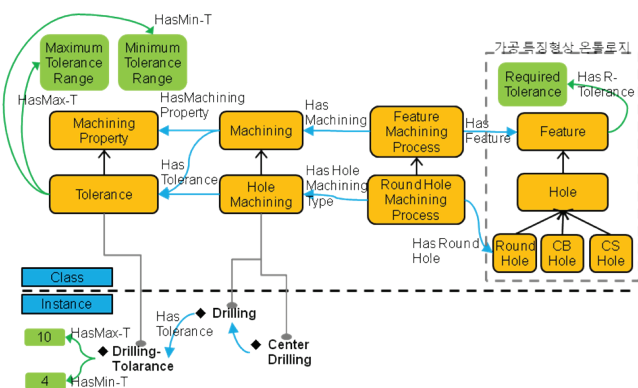 HasMin-T
Maximum
Tolerance
Range
Minimum
Tolerance
Range
HasMax-T
가공 특징형상 온톨로지
Required
Tolerance
Has R-
Tolerance
HasMachining
Property
Has
Machining
Machining
Property
Machining
Feature
Machining
Process
Has
Feature
Feature
Has
Tolerance
Has Hole
Machining
Type
Tolerance
Hole
Machining
Round Hole
Machining
Process
Hole
Has Round
Hole
Round
Hole
CB
Hole
CS
Hole
Class
Instance
Has
Tolerance
Drilling
Center
Drilling
10
HasMax-T
Drilling-
Tolarance
4
HasMin-T